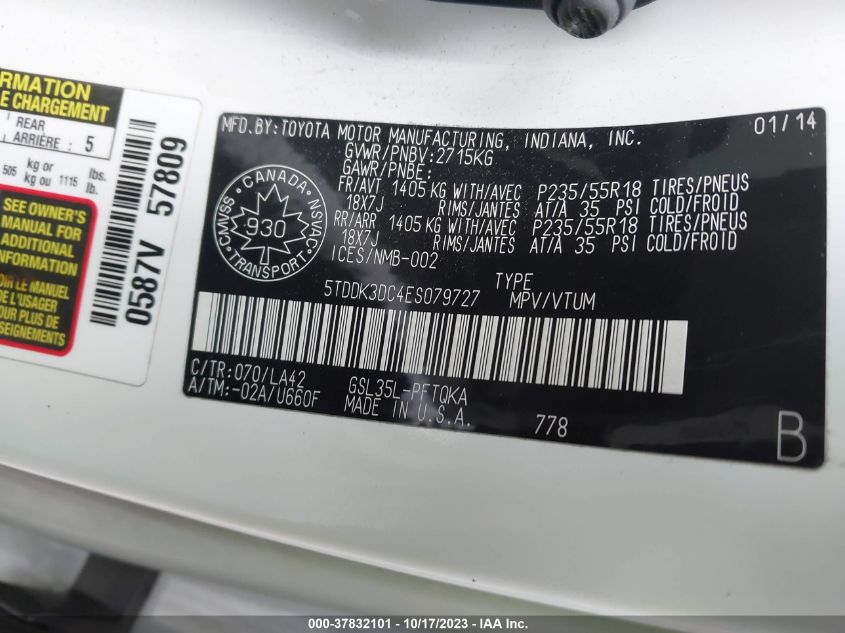 RMATION
E CHARGEMENT
REAR
ARRIÈRE : 5
505 kg or
kg ou 1115 lbs.
lb.
SEE OWNER'S
MANUAL FOR
ADDITIONAL
INFORMATION
oir LE MANUEL
DE L'USAGER
POUR PLUS DE
0587V 57809
MFD.BY:TOYOTA MOTOR MANUFACTURING, INDIANA, INC. 01/14
GVWR/PNBV:2715KG
GAWR/PNBE:
FR/AVT 1405 KG WITH/AVEC P235/55R18 TIRES/PNEUS
18X7J RIMS/JANTES AT/A 35 PSI COLD/FROID
RR/ARR 1405 KG WITH/AVEC P235/55R18 TIRES/PNEUS
18X7J RIMS/JANTES AT/A 35 PSI COLD/FROID
ICES/NMB-002
CANADA
CMVSS 930 NSVAC
TRANSPORT
TYPE
5TDDK3DC4ES079727 MPV/VTUM
C/TR:070/LA42 GSL35L-PFTQKA
A/TM:-02A/U660F MADE IN U.S.A.
778
B
000-37832101 - 10/17/2023 - IAA Inc.